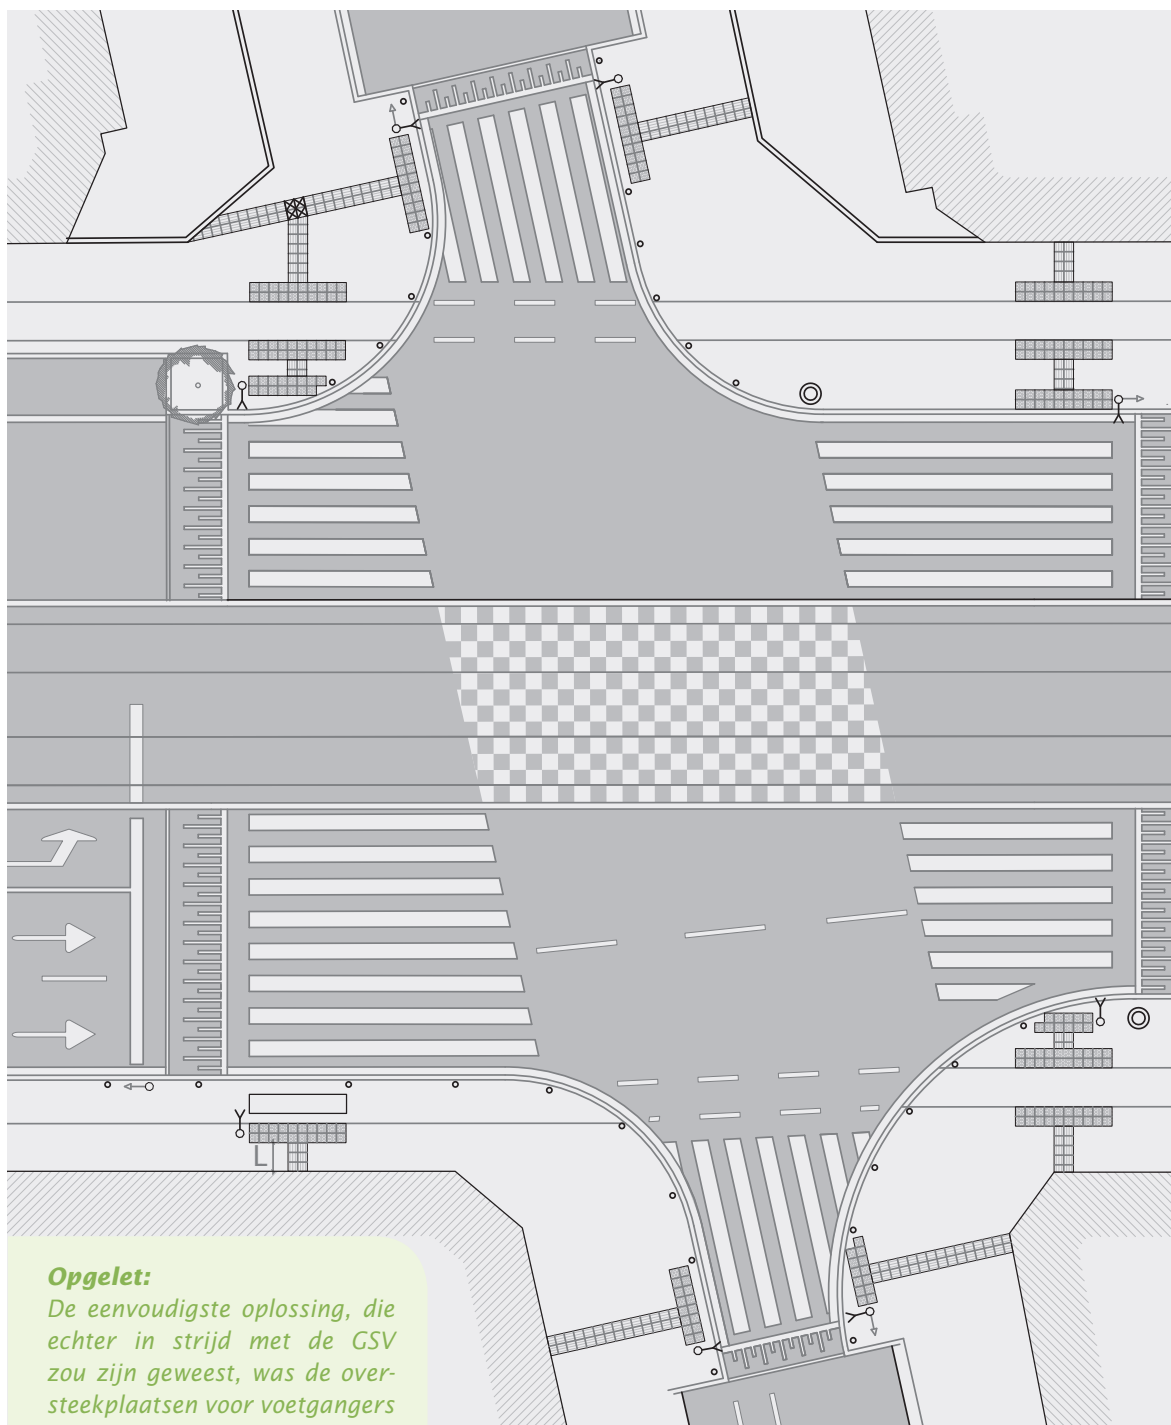 L
Opgelet:
De eenvoudigste oplossing, die
echter in strijd met de GSV
zou zijn geweest, was de over-
steekplaatsen voor voetgangers